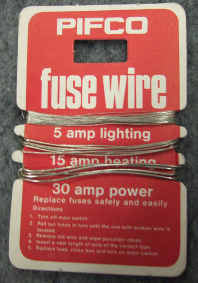 PIFCO
fuse wire
5 amp lighting
15 amp heating
30 amp power
Replace fuses safely and easily
Directions
1. Turn off main switch.
2. Pull out fuses in turn until the one with broken wire is
located.
3. Remove old wire and wipe porcelain clean.
4. Insert a new length of wire of the correct type.
5. Replace fuse, close box and turn on main switch.